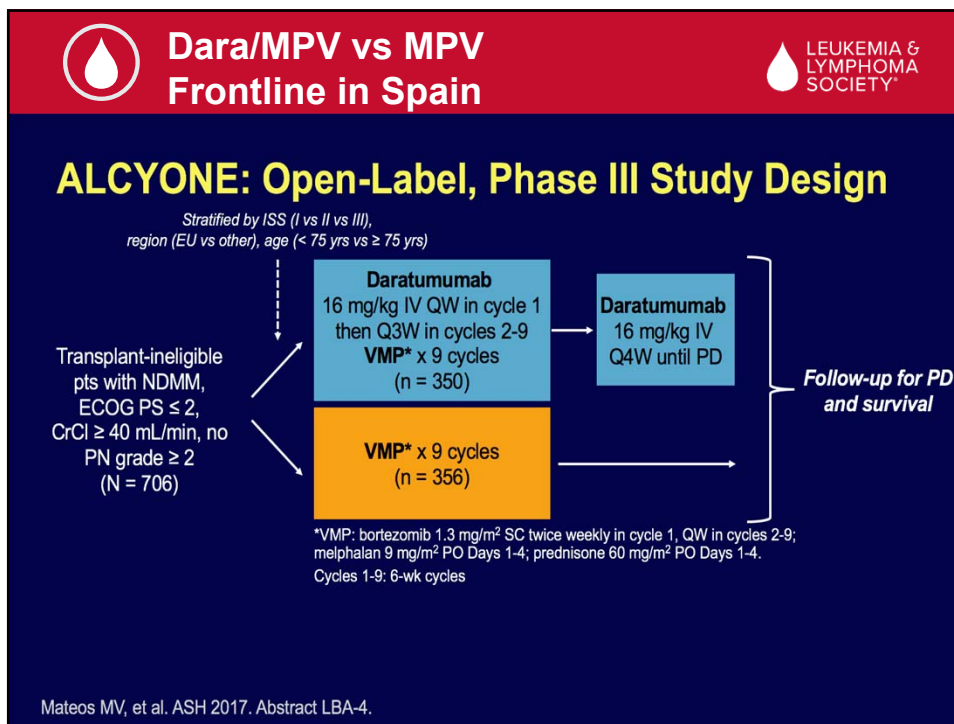 Dara/MPV vs MPV
Frontline in Spain
LEUKEMIA &
LYMPHOMA
SOCIETY®
ALCYONE: Open-Label, Phase III Study Design
Stratified by ISS (I vs II vs III),
region (EU vs other), age (< 75 yrs vs ≥ 75 yrs)
Transplant-ineligible
pts with NDMM,
ECOG PS ≤ 2,
CrCl ≥ 40 mL/min, no
PN grade ≥ 2
(N = 706)
Daratumumab
16 mg/kg IV QW in cycle 1
then Q3W in cycles 2-9
VMP* x 9 cycles
(n = 350)
Daratumumab
16 mg/kg IV
Q4W until PD
VMP* x 9 cycles
(n = 356)
Follow-up for PD
and survival
*VMP: bortezomib 1.3 mg/m² SC twice weekly in cycle 1, QW in cycles 2-9;
melphalan 9 mg/m² PO Days 1-4; prednisone 60 mg/m² PO Days 1-4.
Cycles 1-9: 6-wk cycles
Mateos MV, et al. ASH 2017. Abstract LBA-4.